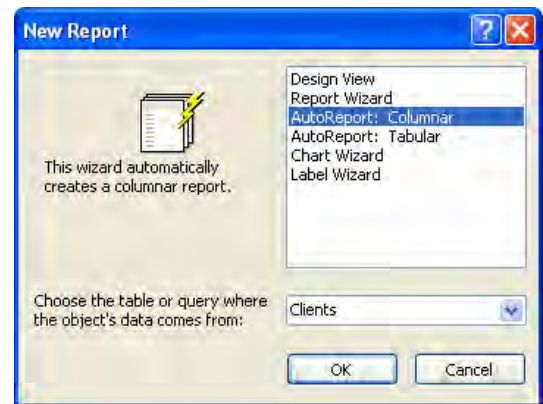 New Report
Design View
Report Wizard
AutoReport: Columnar
AutoReport: Tabular
Chart Wizard
Label Wizard
This wizard automatically
creates a columnar report.
Choose the table or query where
the object's data comes from:
Clients
OK
Cancel